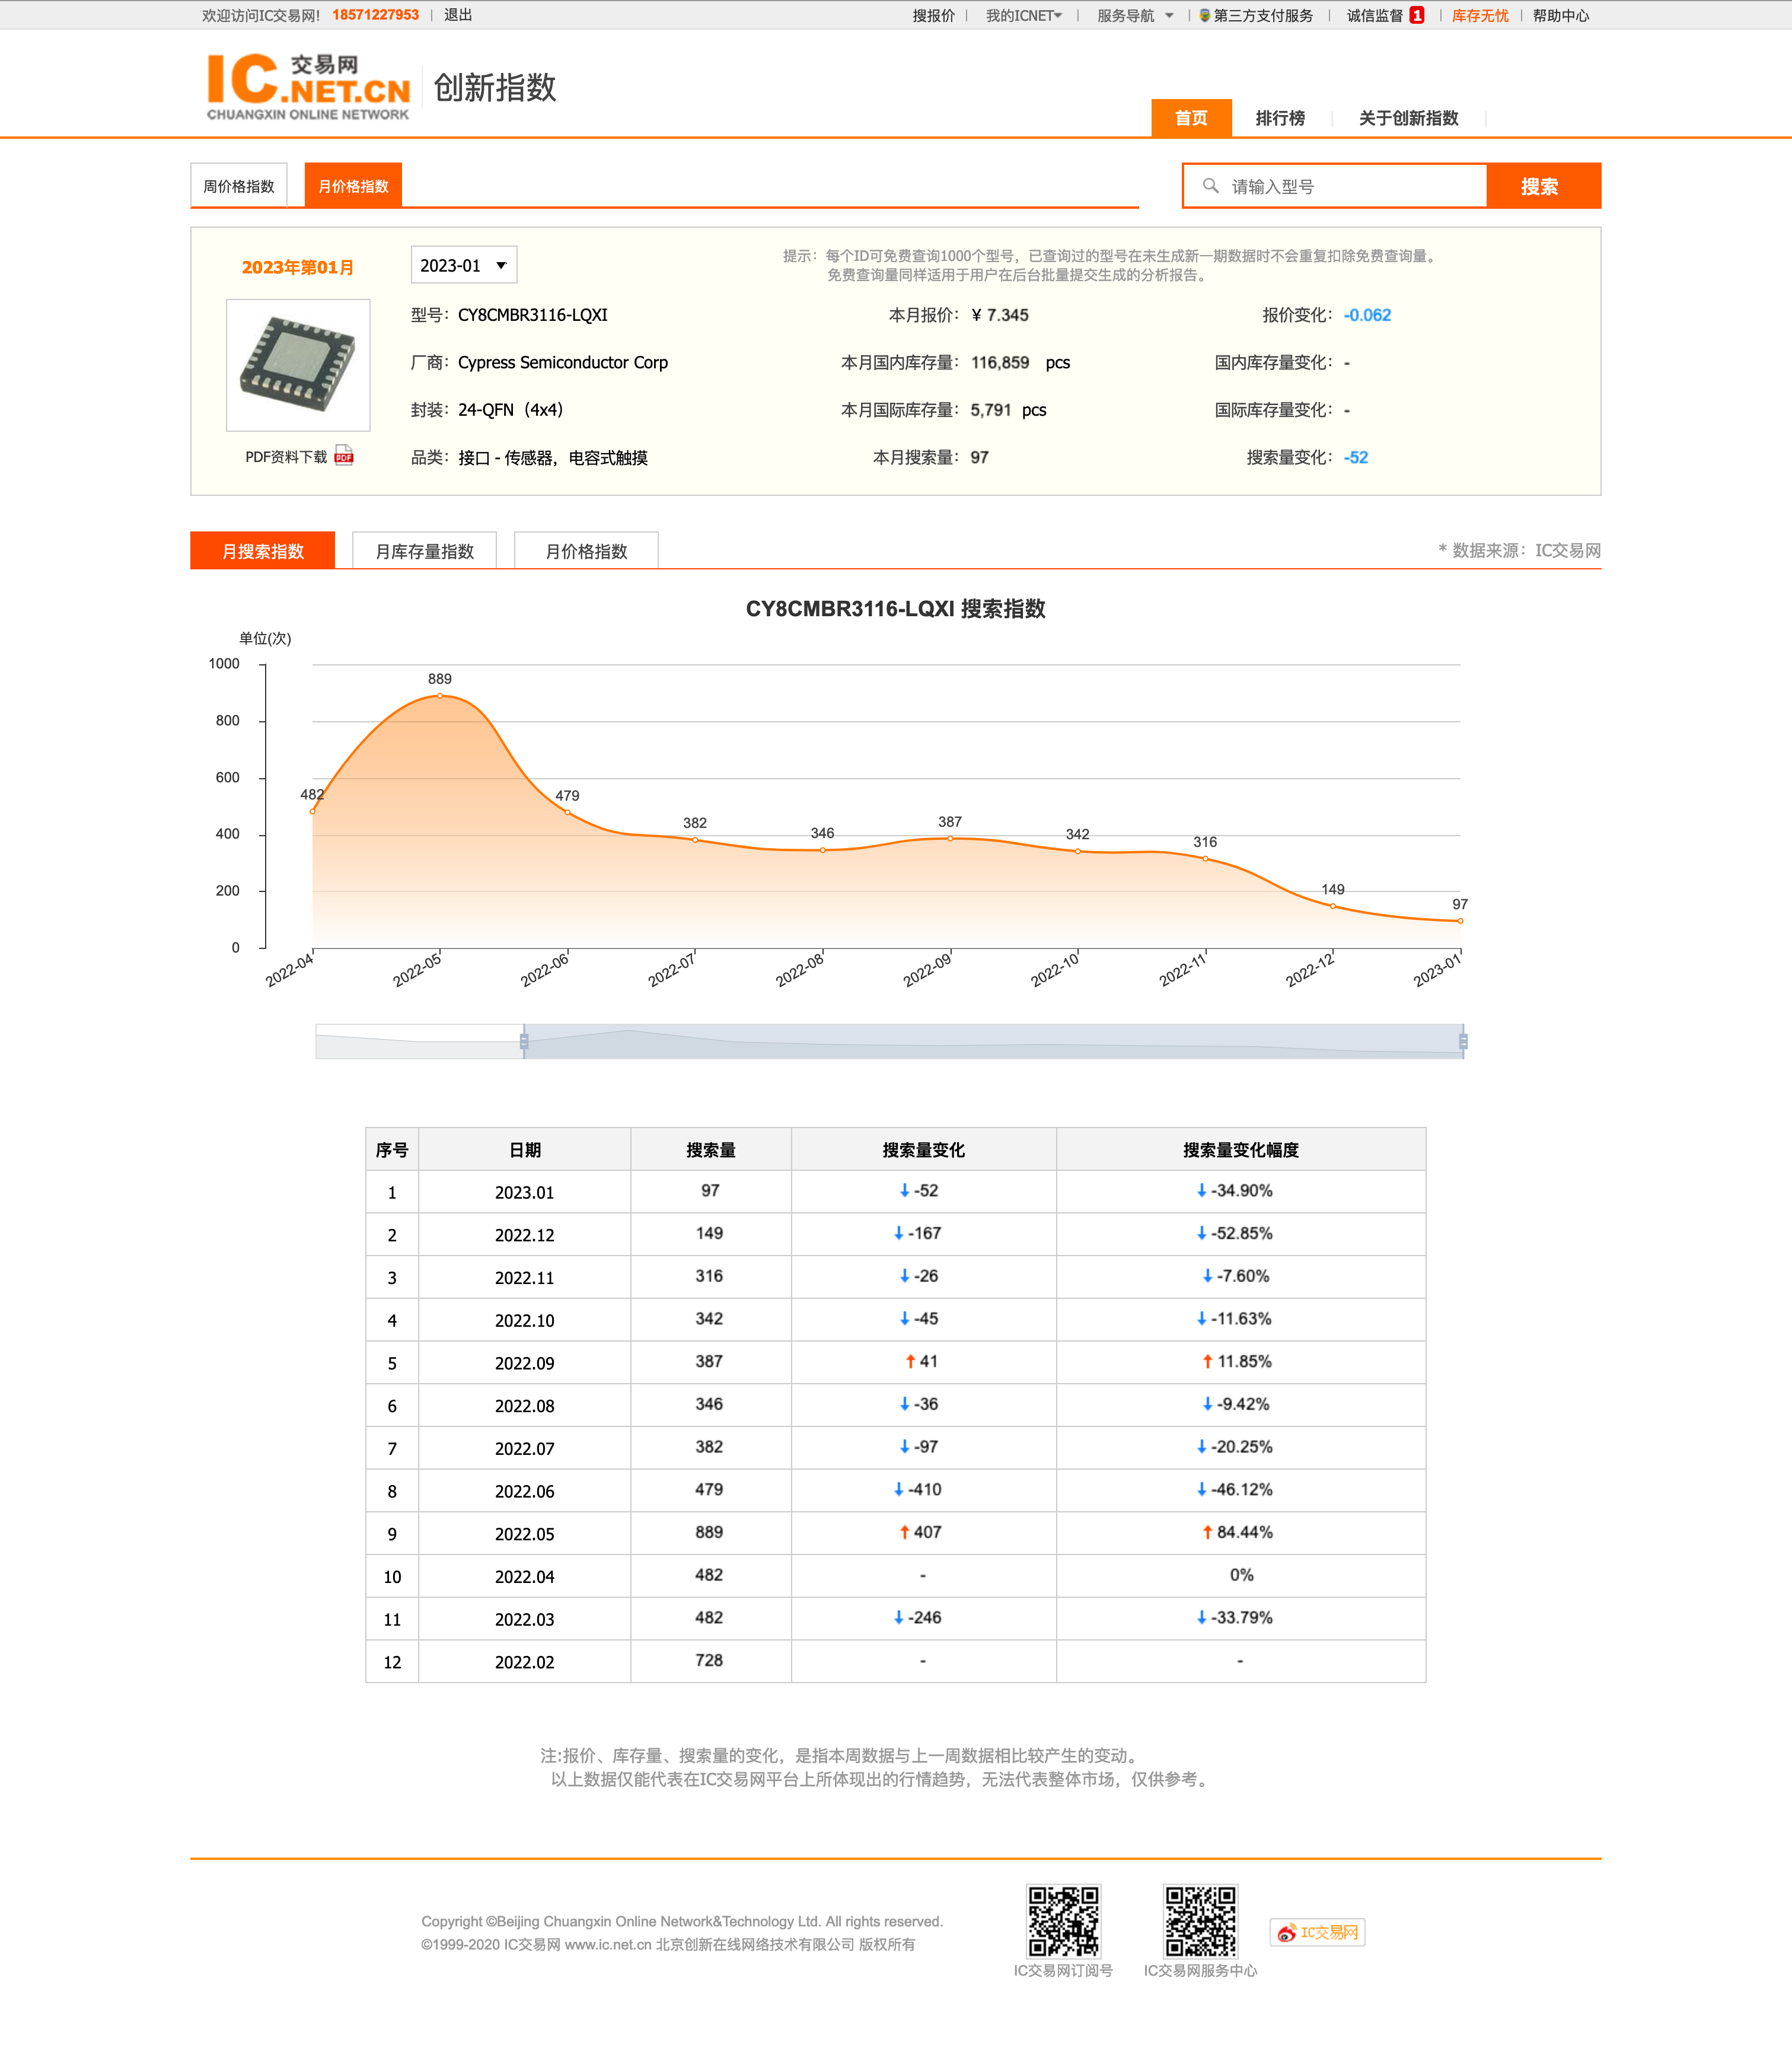 欢迎访问IC交易网! 18571227953 | 退出 搜报价 | 我的ICNET | 服务导航 | 第三方支付服务 | 诚信监督 1 | 库存无忧 | 帮助中心
IC 交易网 .NET.CN
CHUANGXIN ONLINE NETWORK
创新指数
首页 排行榜 关于创新指数
周价格指数 月价格指数 请输入型号 搜索
2023年第01月 2023-01
提示：每个ID可免费查询1000个型号，已查询过的型号在未生成新一期数据时不会重复扣除免费查询量。
免费查询量同样适用于用户在后台批量提交生成的分析报告。
型号：CY8CMBR3116-LQXI 本月报价：¥ 7.345 报价变化：-0.062
厂商：Cypress Semiconductor Corp 本月国内库存量：116,859 pcs 国内库存量变化：-
封装：24-QFN（4x4） 本月国际库存量：5,791 pcs 国际库存量变化：-
PDF资料下载 PDF
品类：接口 - 传感器，电容式触摸 本月搜索量：97 搜索量变化：-52
月搜索指数 月库存量指数 月价格指数 * 数据来源：IC交易网
CY8CMBR3116-LQXI 搜索指数
单位(次)
1000
800
600
400
200
0
482 889 479 382 346 387 342 316 149 97
2022-04 2022-05 2022-06 2022-07 2022-08 2022-09 2022-10 2022-11 2022-12 2023-01
序号 日期 搜索量 搜索量变化 搜索量变化幅度
1 2023.01 97 ↓-52 ↓-34.90%
2 2022.12 149 ↓-167 ↓-52.85%
3 2022.11 316 ↓-26 ↓-7.60%
4 2022.10 342 ↓-45 ↓-11.63%
5 2022.09 387 ↑41 ↑11.85%
6 2022.08 346 ↓-36 ↓-9.42%
7 2022.07 382 ↓-97 ↓-20.25%
8 2022.06 479 ↓-410 ↓-46.12%
9 2022.05 889 ↑407 ↑84.44%
10 2022.04 482 - 0%
11 2022.03 482 ↓-246 ↓-33.79%
12 2022.02 728 - -
注:报价、库存量、搜索量的变化，是指本周数据与上一周数据相比较产生的变动。
以上数据仅能代表在IC交易网平台上所体现出的行情趋势，无法代表整体市场，仅供参考。
Copyright ©Beijing Chuangxin Online Network&Technology Ltd. All rights reserved.
©1999-2020 IC交易网 www.ic.net.cn 北京创新在线网络技术有限公司 版权所有
IC交易网订阅号 IC交易网服务中心
IC交易网